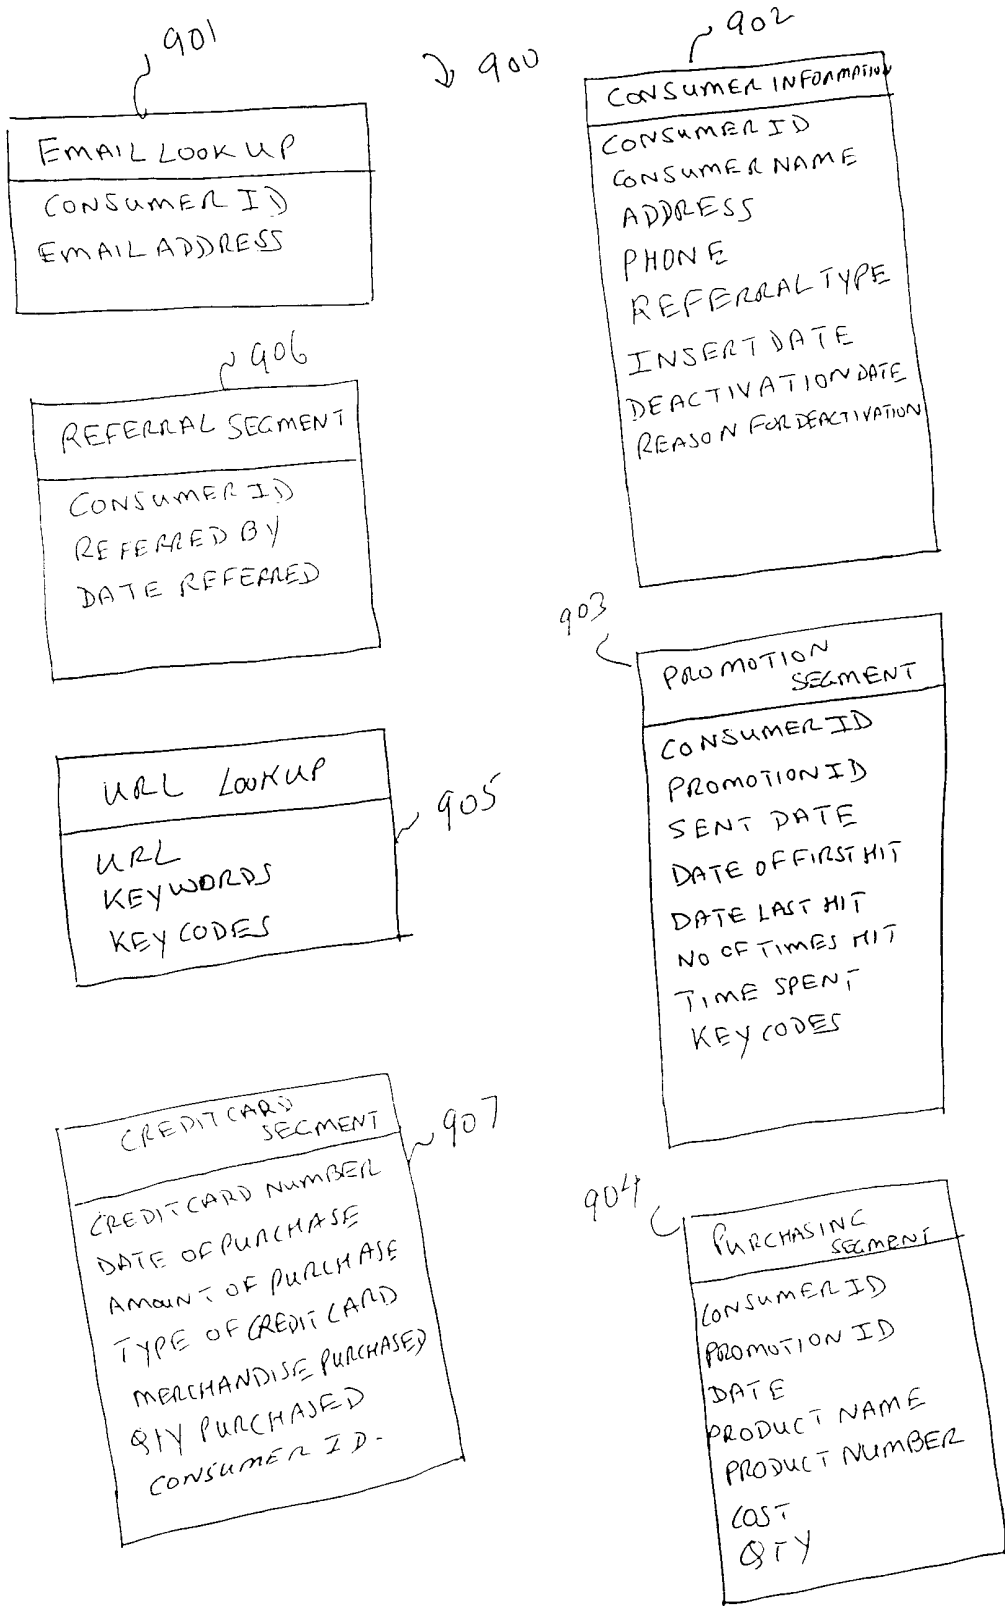 901
900
902
EMAIL LOOK UP
CONSUMER ID
EMAIL ADDRESS
CONSUMER INFORMATION
CONSUMER ID
CONSUMER NAME
ADDRESS
PHONE
REFERRAL TYPE
INSERT DATE
DEACTIVATION DATE
REASON FOR DEACTIVATION
906
REFERRAL SEGMENT
CONSUMER ID
REFERRED BY
DATE REFERRED
903
PROMOTION
SEGMENT
CONSUMER ID
PROMOTION ID
SENT DATE
DATE OF FIRST HIT
DATE LAST HIT
NO OF TIMES HIT
TIME SPENT
KEY CODES
905
URL LOOKUP
URL
KEYWORDS
KEY CODES
907
CREDIT CARD
SEGMENT
CREDIT CARD NUMBER
DATE OF PURCHASE
AMOUNT OF PURCHASE
TYPE OF CREDIT CARD
MERCHANDISE PURCHASED
QTY PURCHASED
CONSUMER ID.
904
PURCHASING
SEGMENT
CONSUMER ID
PROMOTION ID
DATE
PRODUCT NAME
PRODUCT NUMBER
COST
QTY